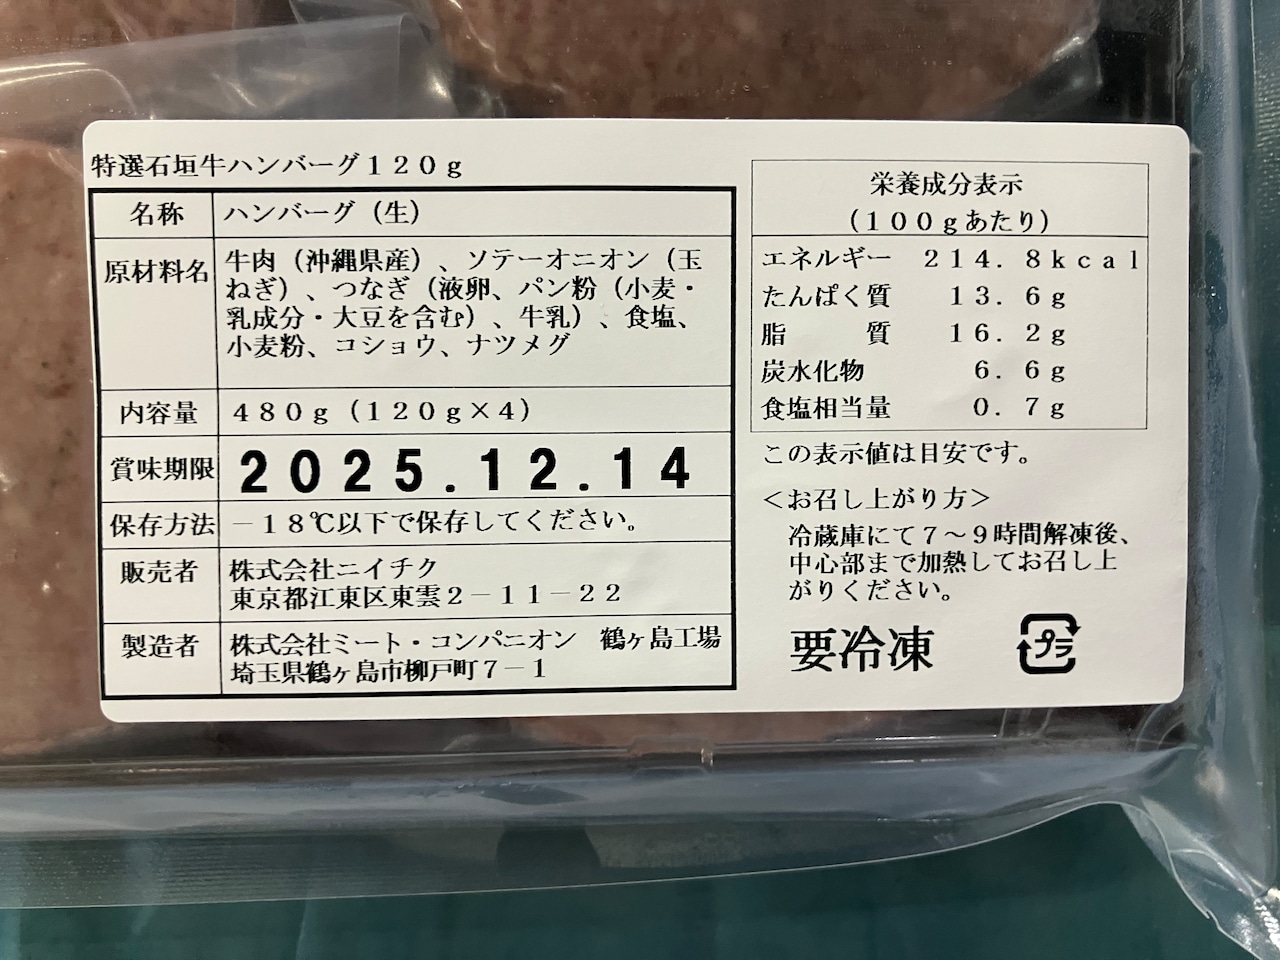 特選石垣牛ハンバーグ120g
名称 ハンバーグ(生)
原材料名 牛肉(沖縄県産)、ソテーオニオン(玉
ねぎ)、つなぎ(液卵、パン粉(小麦・
乳成分・大豆を含む)、牛乳)、食塩、
小麦粉、コショウ、ナツメグ
内容量 480g(120g×4)
賞味期限 2025.12.14
保存方法 -18℃以下で保存してください。
販売者 株式会社ニイチク
東京都江東区東雲2-11-22
製造者 株式会社ミート・コンパニオン 鶴ヶ島工場
埼玉県鶴ヶ島市柳戸町7-1
栄養成分表示
(100gあたり)
エネルギー 214.8kcal
たんぱく質 13.6g
脂質 16.2g
炭水化物 6.6g
食塩相当量 0.7g
この表示値は目安です。
<お召し上がり方>
冷蔵庫にて7~9時間解凍後、
中心部まで加熱してお召し上
がりください。
要冷凍
プラ